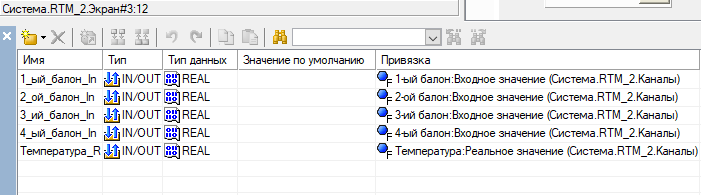 Система.RTM_2.Экран#3:12
Имя Тип Тип данных Значение по умолчанию Привязка
1_ый_балон_In IN/OUT REAL 1-ый балон:Входное значение (Система.RTM_2.Каналы)
2_ой_балон_In IN/OUT REAL 2-ой балон:Входное значение (Система.RTM_2.Каналы)
3_ий_балон_In IN/OUT REAL 3-ий балон:Входное значение (Система.RTM_2.Каналы)
4_ый_балон_In IN/OUT REAL 4-ый балон:Входное значение (Система.RTM_2.Каналы)
Температура_R IN/OUT REAL Температура:Реальное значение (Система.RTM_2.Каналы)